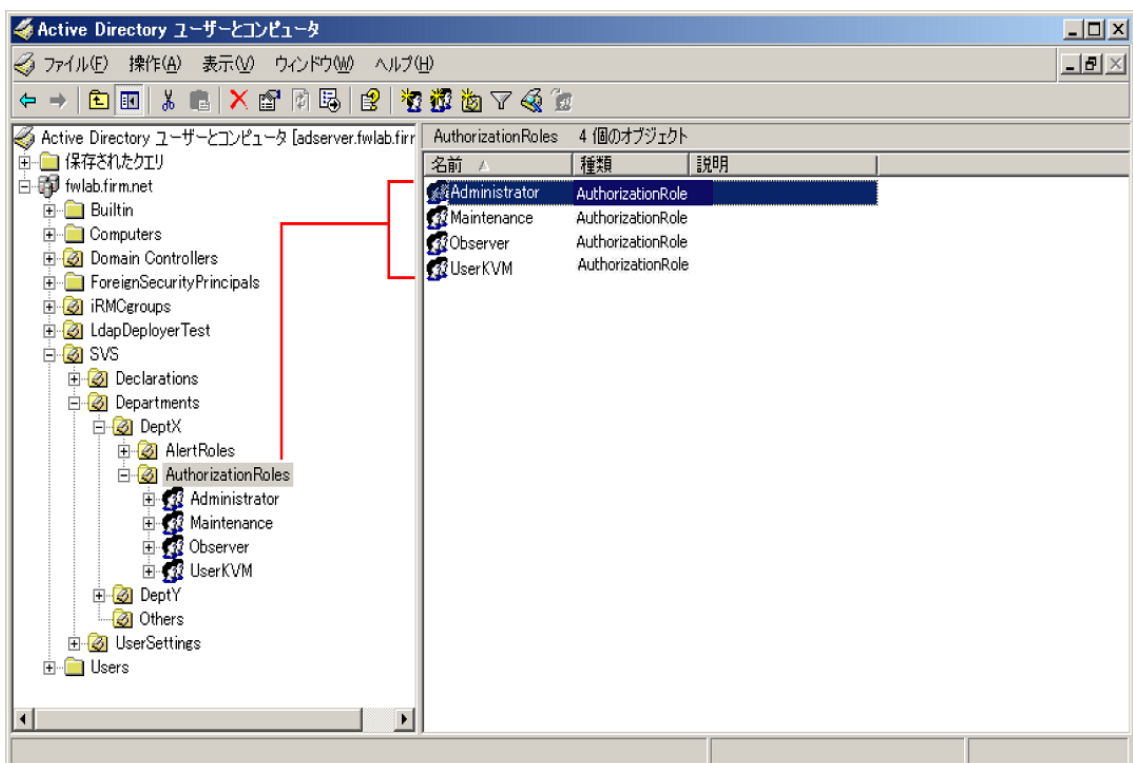 Active Directory ユーザーとコンピュータ
ファイル(F) 操作(A) 表示(V) ウィンドウ(W) ヘルプ(H)
Active Directory ユーザーとコンピュータ [adserver.fwlab.firr
保存されたクエリ
fwlab.firm.net
Builtin
Computers
Domain Controllers
ForeignSecurityPrincipals
iRMCgroups
LdapDeployerTest
SVS
Declarations
Departments
DeptX
AlertRoles
AuthorizationRoles
Administrator
Maintenance
Observer
UserKVM
DeptY
Others
UserSettings
Users
AuthorizationRoles 4 個のオブジェクト
名前 種類 説明
Administrator AuthorizationRole
Maintenance AuthorizationRole
Observer AuthorizationRole
UserKVM AuthorizationRole